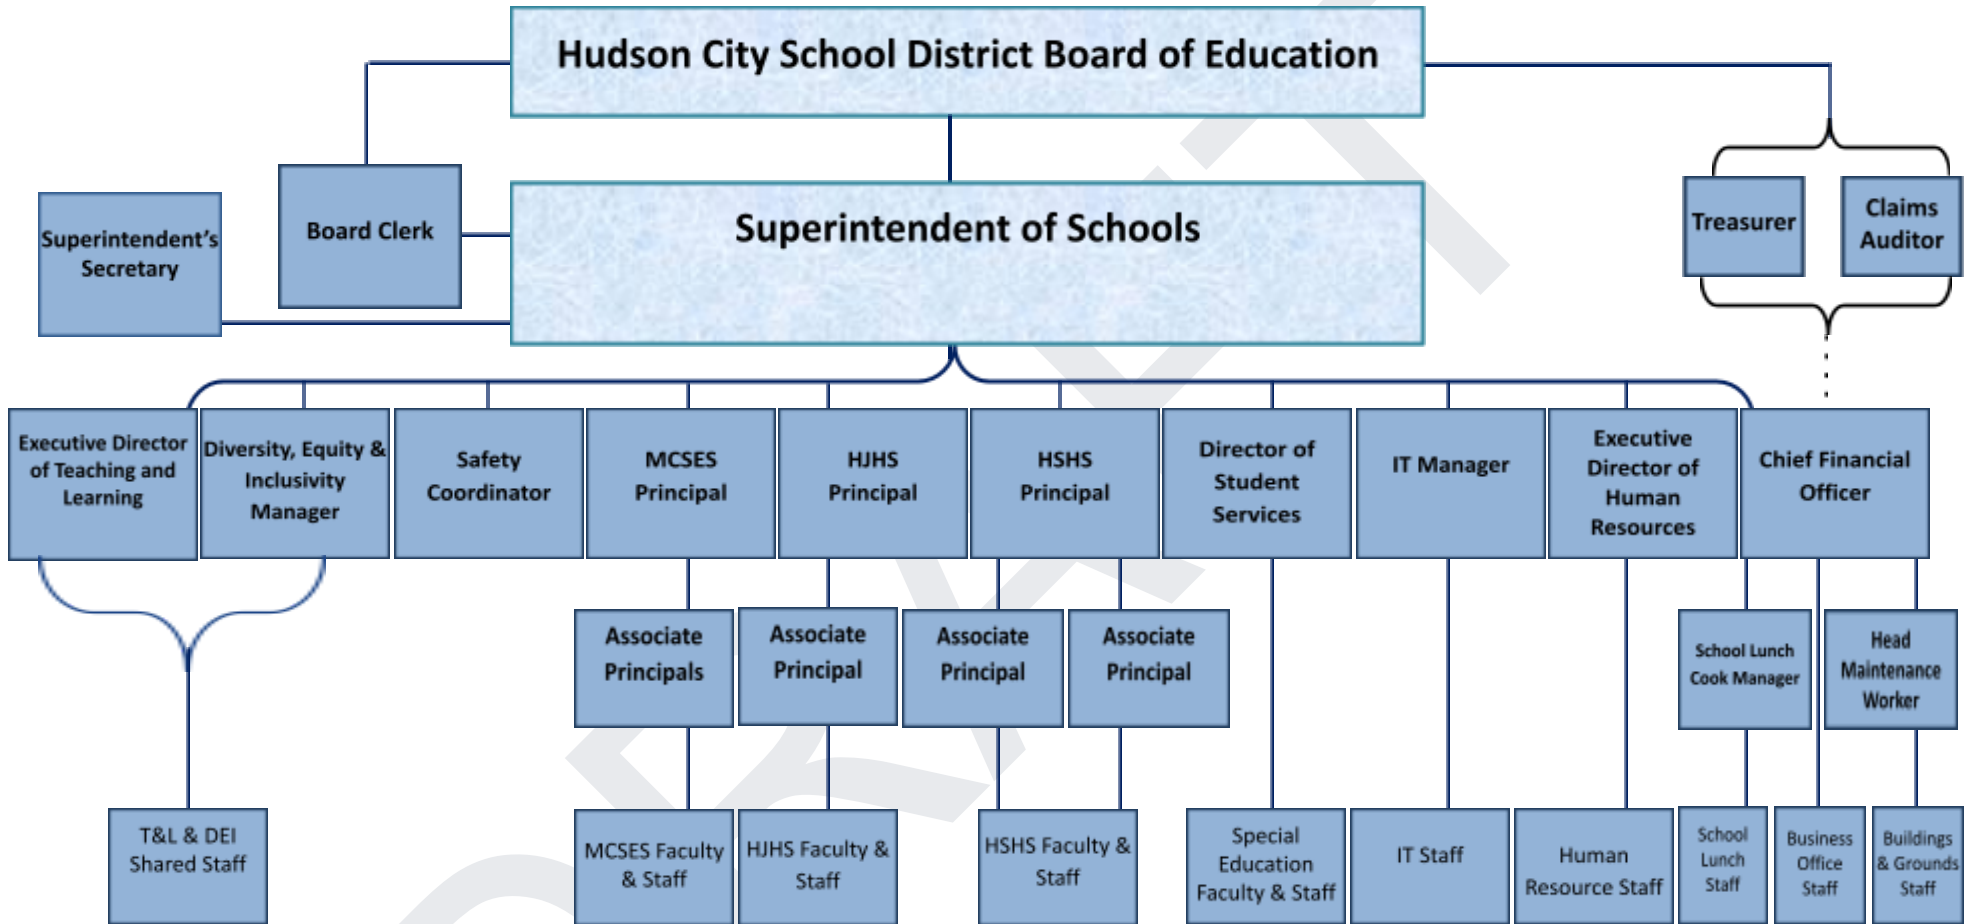 Hudson City School District Board of Education
Superintendent's
Secretary
Board Clerk
Superintendent of Schools
Treasurer
Claims
Auditor
Executive Director
of Teaching and
Learning
Diversity, Equity &
Inclusivity
Manager
Safety
Coordinator
MCSES
Principal
HJHS
Principal
HSHS
Principal
Director of
Student
Services
IT Manager
Executive
Director of
Human
Resources
Chief Financial
Officer
Associate
Principals
Associate
Principal
Associate
Principal
Associate
Principal
School Lunch
Cook Manager
Head
Maintenance
Worker
T&L & DEI
Shared Staff
MCSES Faculty
& Staff
HJHS Faculty &
Staff
HSHS Faculty &
Staff
Special
Education
Faculty & Staff
IT Staff
Human
Resource Staff
School
Lunch
Staff
Business
Office
Staff
Buildings
& Grounds
Staff
DRAFT